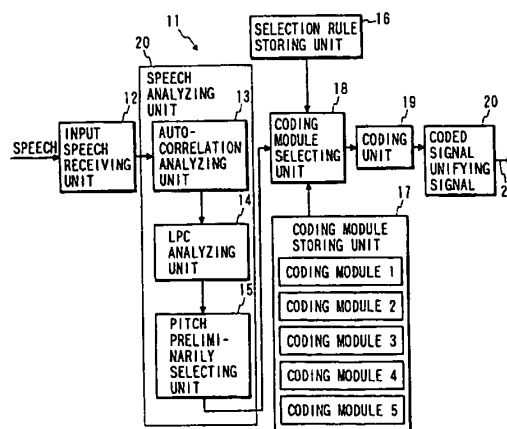 11
20
SPEECH
ANALYZING
UNIT
12
SPEECH
INPUT
SPEECH
RECEIVING
UNIT
13
AUTO-
CORRELATION
ANALYZING
UNIT
14
LPC
ANALYZING
UNIT
15
PITCH
PRELIMI-
NARILY
SELECTING
UNIT
16
SELECTION RULE
STORING UNIT
18
CODING
MODULE
SELECTING
UNIT
19
CODING
UNIT
20
CODED
SIGNAL
UNIFYING
SIGNAL
17
CODING MODULE
STORING UNIT
CODING MODULE 1
CODING MODULE 2
CODING MODULE 3
CODING MODULE 4
CODING MODULE 5